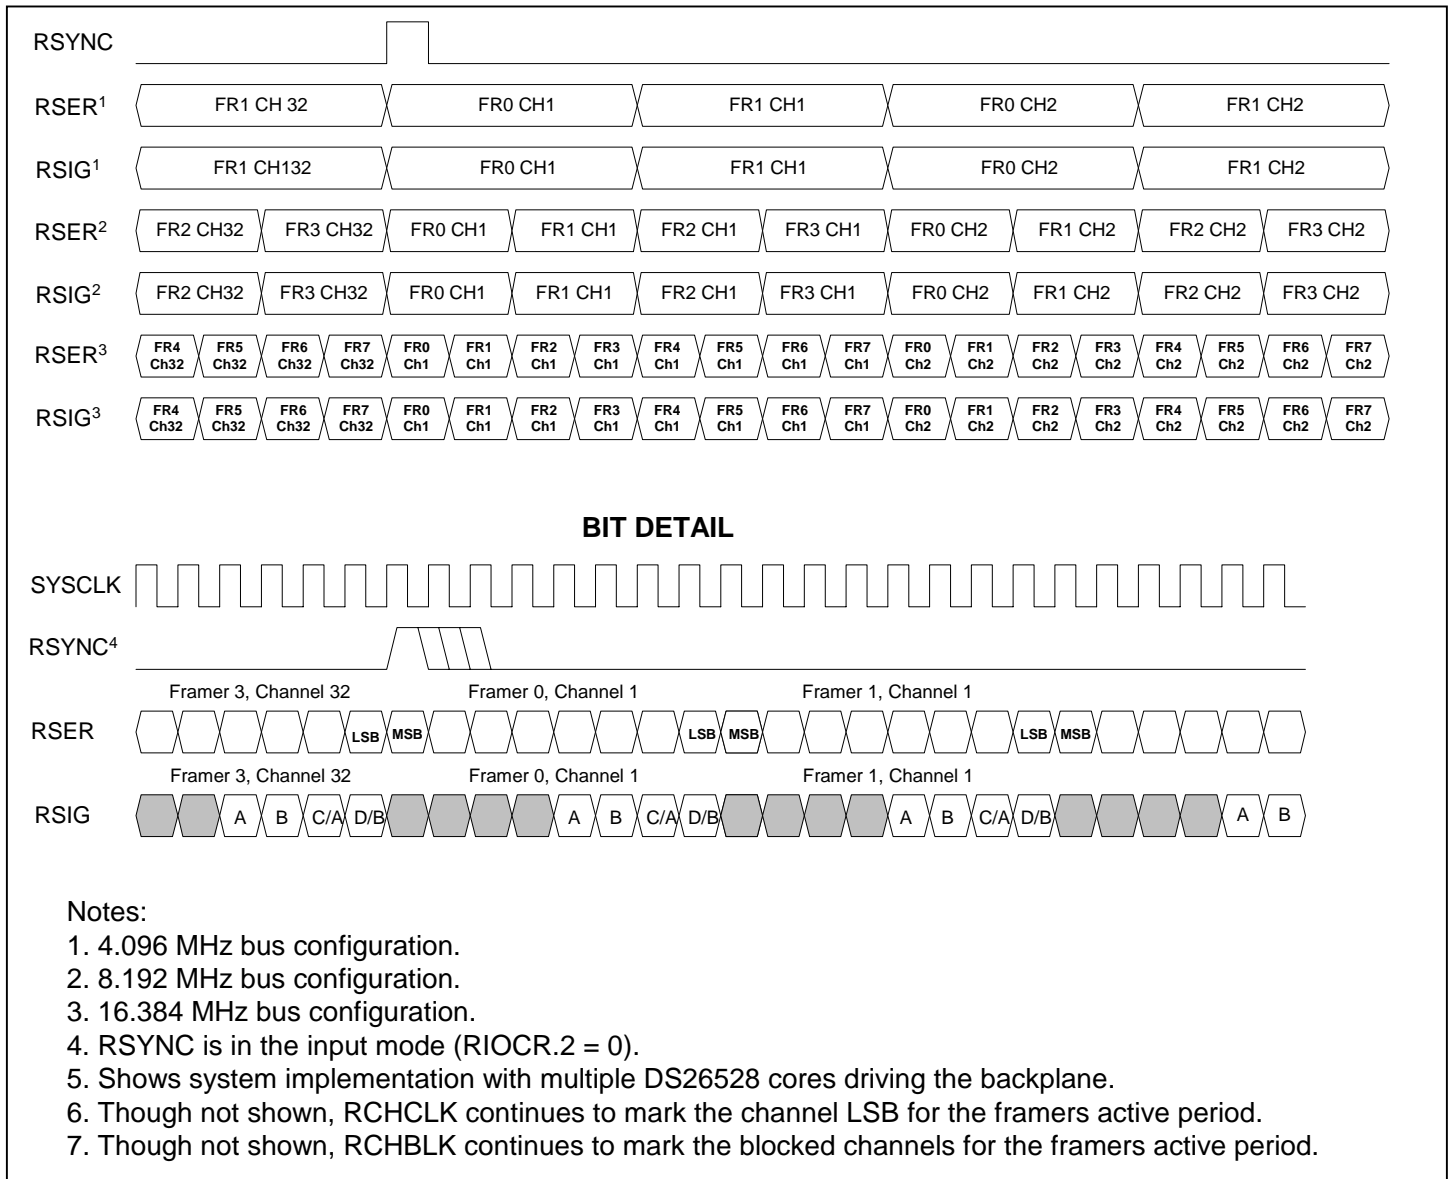 RSYNC
RSER¹ FR1 CH 32 FR0 CH1 FR1 CH1 FR0 CH2 FR1 CH2
RSIG¹ FR1 CH132 FR0 CH1 FR1 CH1 FR0 CH2 FR1 CH2
RSER² FR2 CH32 FR3 CH32 FR0 CH1 FR1 CH1 FR2 CH1 FR3 CH1 FR0 CH2 FR1 CH2 FR2 CH2 FR3 CH2
RSIG² FR2 CH32 FR3 CH32 FR0 CH1 FR1 CH1 FR2 CH1 FR3 CH1 FR0 CH2 FR1 CH2 FR2 CH2 FR3 CH2
FR4 FR5 FR6 FR7 FR0 FR1 FR2 FR3 FR4 FR5 FR6 FR7 FR0 FR1 FR2 FR3 FR4 FR5 FR6 FR7
RSER³
Ch32 Ch32 Ch32 Ch32 Ch1 Ch1 Ch1 Ch1 Ch1 Ch1 Ch1 Ch1 Ch2 Ch2 Ch2 Ch2 Ch2 Ch2 Ch2 Ch2
FR4 FR5 FR6 FR7 FR0 FR1 FR2 FR3 FR4 FR5 FR6 FR7 FR0 FR1 FR2 FR3 FR4 FR5 FR6 FR7
RSIG³
Ch32 Ch32 Ch32 Ch32 Ch1 Ch1 Ch1 Ch1 Ch1 Ch1 Ch1 Ch1 Ch2 Ch2 Ch2 Ch2 Ch2 Ch2 Ch2 Ch2
BIT DETAIL
SYSCLK
RSYNC⁴
Framer 3, Channel 32 Framer 0, Channel 1 Framer 1, Channel 1
RSER LSB MSB LSB MSB LSB MSB
Framer 3, Channel 32 Framer 0, Channel 1 Framer 1, Channel 1
RSIG A B C/A D/B A B C/A D/B A B C/A D/B A B
Notes:
1. 4.096 MHz bus configuration.
2. 8.192 MHz bus configuration.
3. 16.384 MHz bus configuration.
4. RSYNC is in the input mode (RIOCR.2 = 0).
5. Shows system implementation with multiple DS26528 cores driving the backplane.
6. Though not shown, RCHCLK continues to mark the channel LSB for the framers active period.
7. Though not shown, RCHBLK continues to mark the blocked channels for the framers active period.